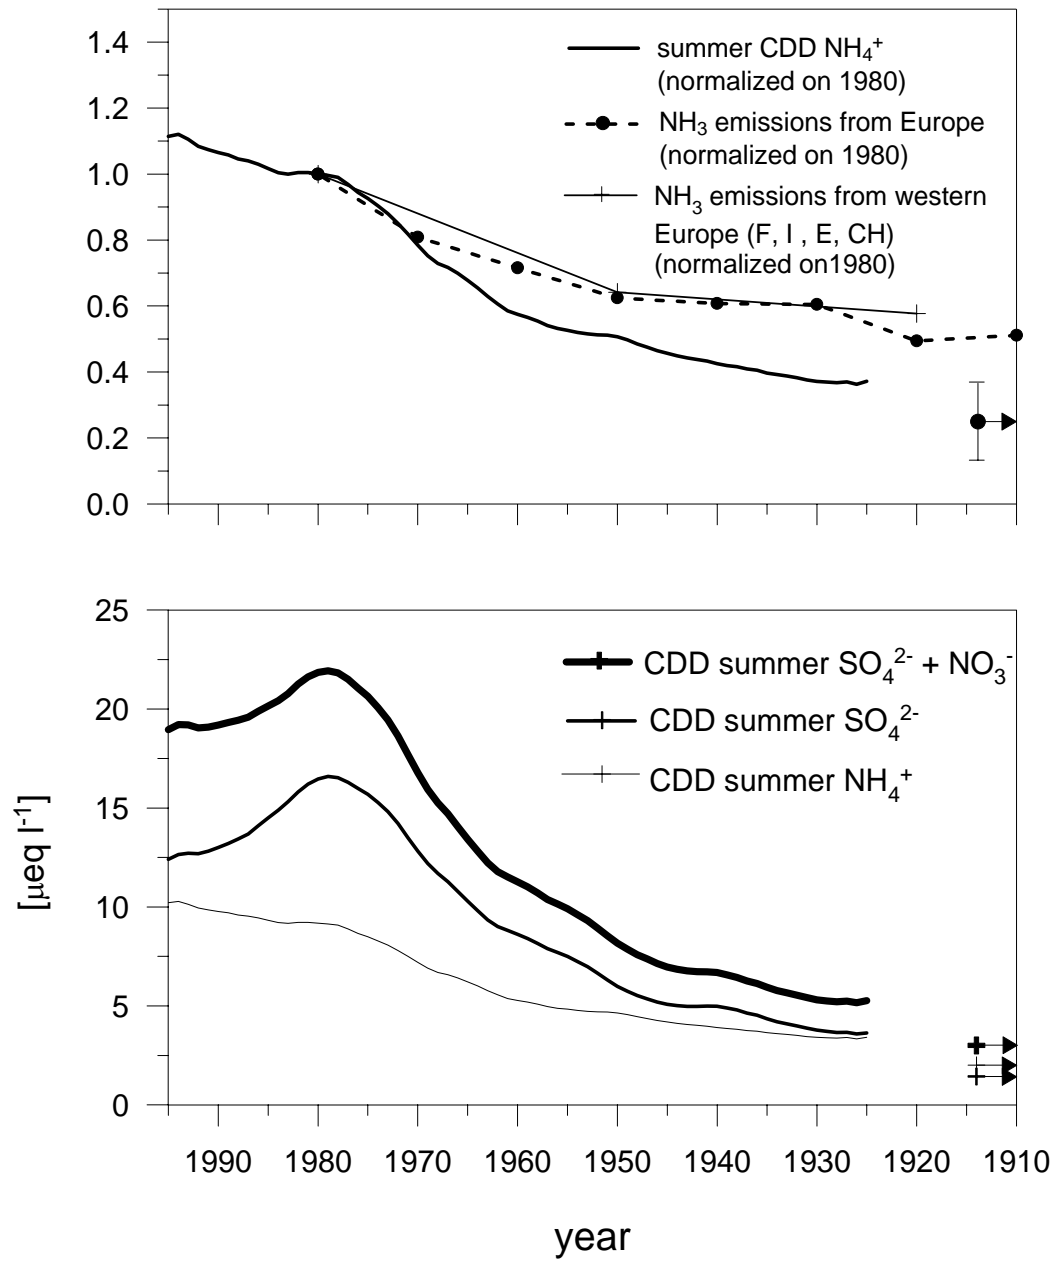 1.4
1.2
1.0
0.8
0.6
0.4
0.2
0.0
summer CDD NH₄⁺
(normalized on 1980)
NH₃ emissions from Europe
(normalized on 1980)
NH₃ emissions from western
Europe (F, I , E, CH)
(normalized on1980)
25
20
15
10
5
0
[μeq l⁻¹]
CDD summer SO₄²⁻ + NO₃⁻
CDD summer SO₄²⁻
CDD summer NH₄⁺
1990 1980 1970 1960 1950 1940 1930 1920 1910
year